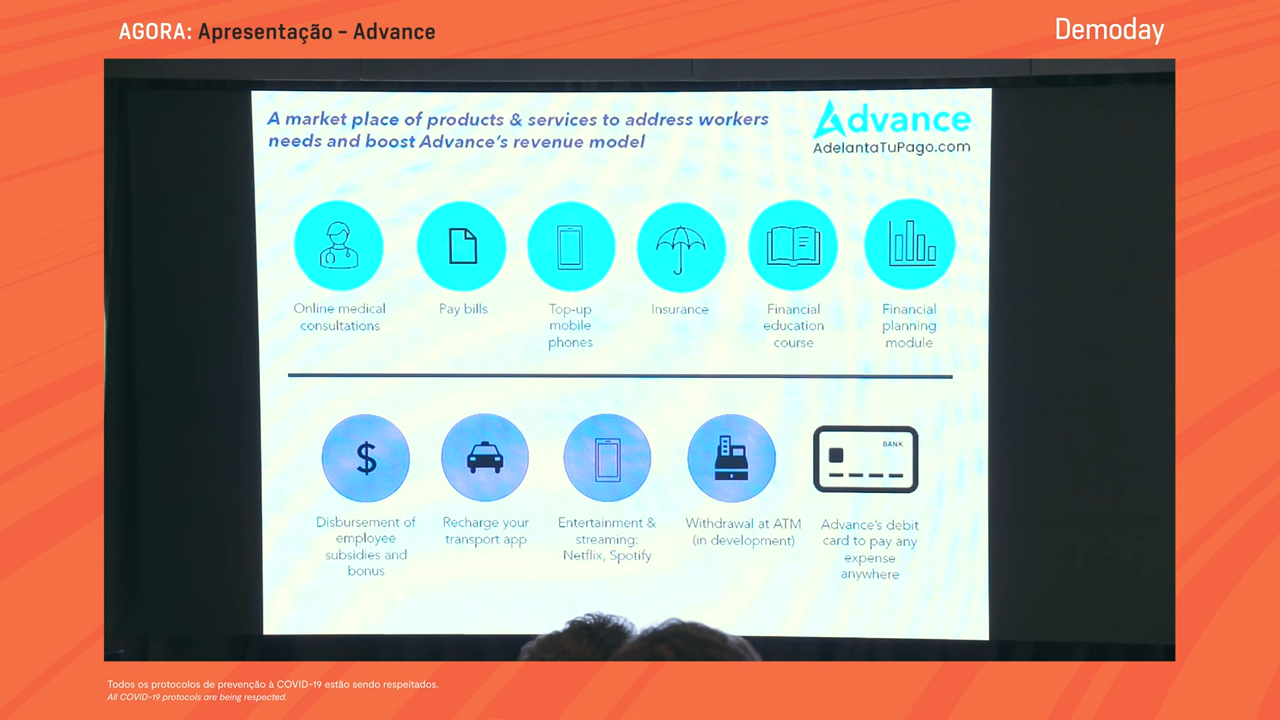 AGORA: Apresentação - Advance
Demoday
A market place of products & services to address workers
needs and boost Advance's revenue model
Advance
AdelantaTuPago.com
Online medical
consultations
Pay bills
Top-up
mobile
phones
Insurance
Financial
education
course
Financial
planning
module
$
Disbursement of
employee
subsidies and
bonus
Recharge your
transport app
Entertainment &
streaming:
Netflix, Spotify
Withdrawal at ATM
(in development)
BANK
Advance's debit
card to pay any
expense
anywhere
Todos os protocolos de prevenção à COVID-19 estão sendo respeitados.
All COVID-19 protocols are being respected.